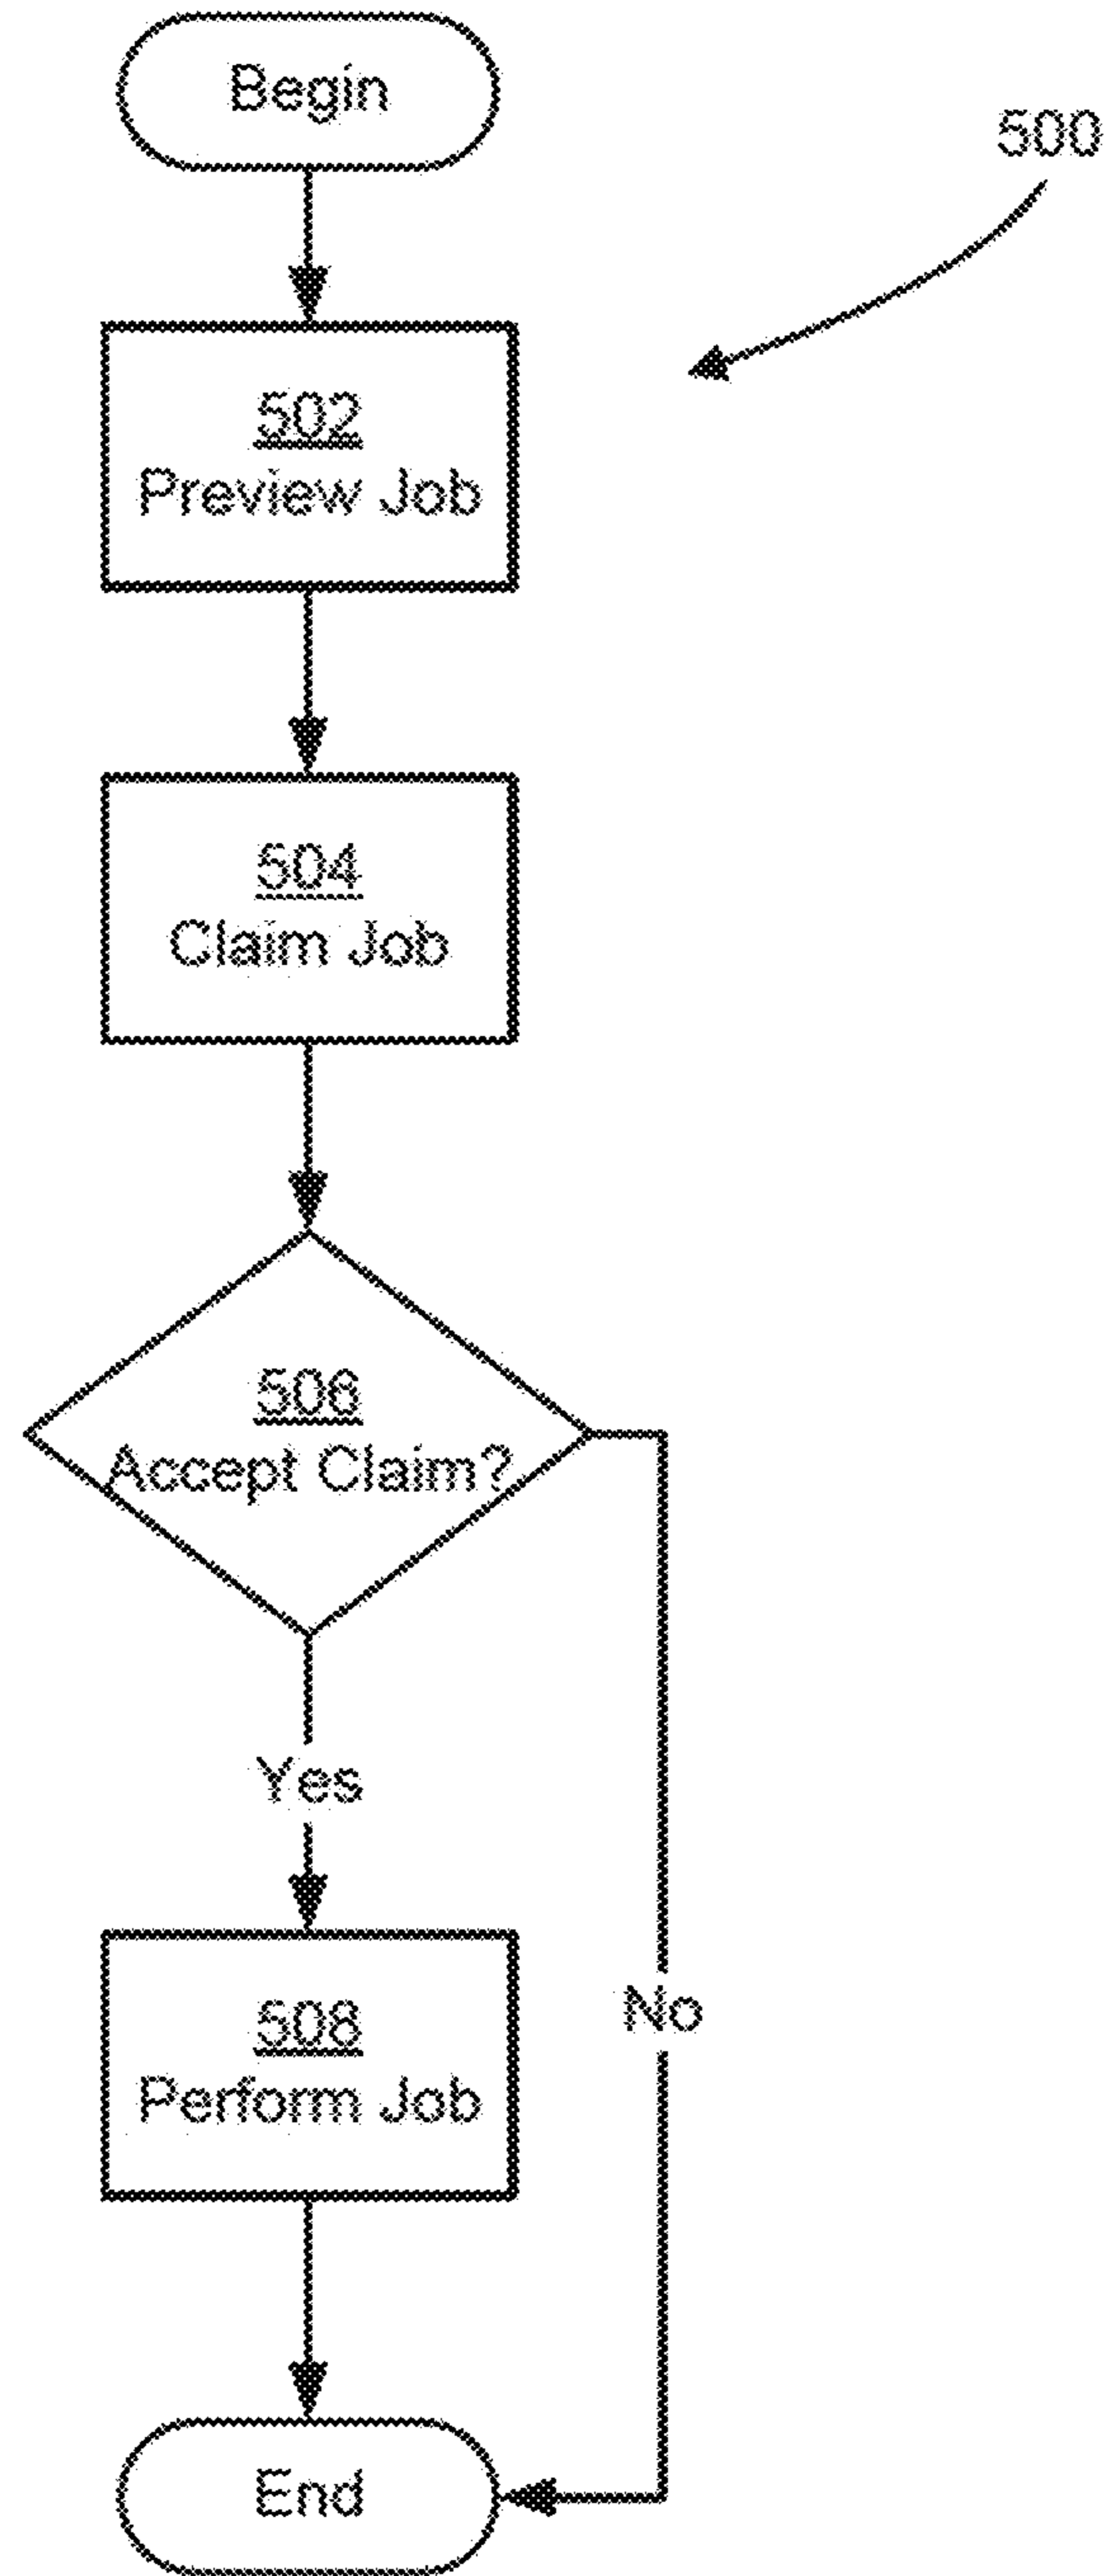 Begin
500
502
Preview Job
504
Claim Job
506
Accept Claim?
Yes
508
Perform Job
No
End